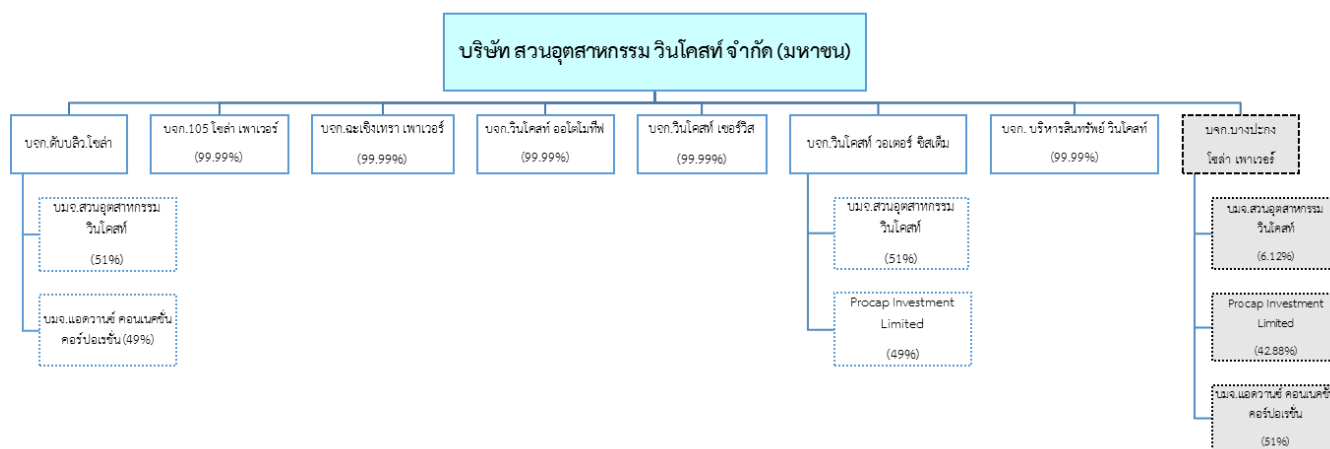 บริษัท สวนอุตสาหกรรม วินโคสท์ จำกัด (มหาชน)
บจก.ดับบลิว.โซล่า
บจก.105 โซล่า เพาเวอร์
(99.99%)
บจก.ฉะเชิงเทรา เพาเวอร์
(99.99%)
บจก.วินโคสท์ ออโตโมทีฟ
(99.99%)
บจก.วินโคสท์ เซอร์วิส
(99.99%)
บจก.วินโคสท์ วอเตอร์ ซิสเต็ม
บจก. บริหารสินทรัพย์ วินโคสท์
(99.99%)
บจก.บางปะกง
โซล่า เพาเวอร์
บมจ.สวนอุตสาหกรรม
วินโคสท์
(51%)
บมจ.แอดวานซ์ คอนเนคชั่น
คอร์ปอเรชั่น (49%)
บมจ.สวนอุตสาหกรรม
วินโคสท์
(51%)
Procap Investment
Limited
(49%)
บมจ.สวนอุตสาหกรรม
วินโคสท์
(6.12%)
Procap Investment
Limited
(42.88%)
บมจ.แอดวานซ์ คอนเนคชั่น
คอร์ปอเรชั่น
(51%)